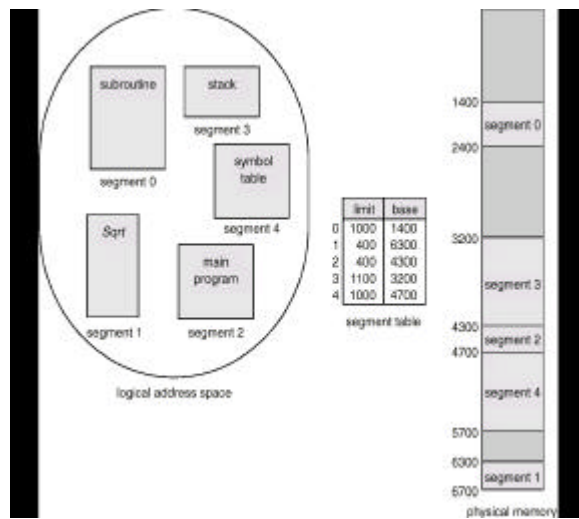 subroutine
segment 0
stack
segment 3
symbol
table
segment 4
Sqrt
segment 1
main
program
segment 2
logical address space
limit base
0 1000 1400
1 400 6300
2 400 4300
3 1100 3200
4 1000 4700
segment table
1400
segment 0
2400
3200
segment 3
4300
segment 2
4700
segment 4
5700
6300
segment 1
6700
physical memory